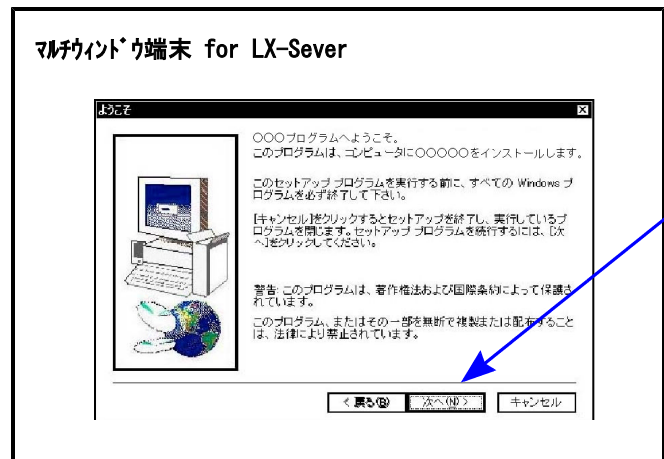 ﾏﾙﾁｳｨﾝﾄﾞｳ端末 for LX-Sever
ようこそ
○○○プログラムへようこそ。
このプログラムは、コンピュータに○○○○○をインストールします。
このセットアップ プログラムを実行する前に、すべての Windows プ
ログラムを必ず終了して下さい。
[キャンセル]をクリックするとセットアップを終了し、実行しているプ
ログラムを閉じます。セットアップ プログラムを続行するには、[次
へ]をクリックしてください。
警告: このプログラムは、著作権法および国際条約によって保護さ
れています。
このプログラム、またはその一部を無断で複製または配布すること
は、法律により禁止されています。
< 戻る(B) 次へ(N) > キャンセル